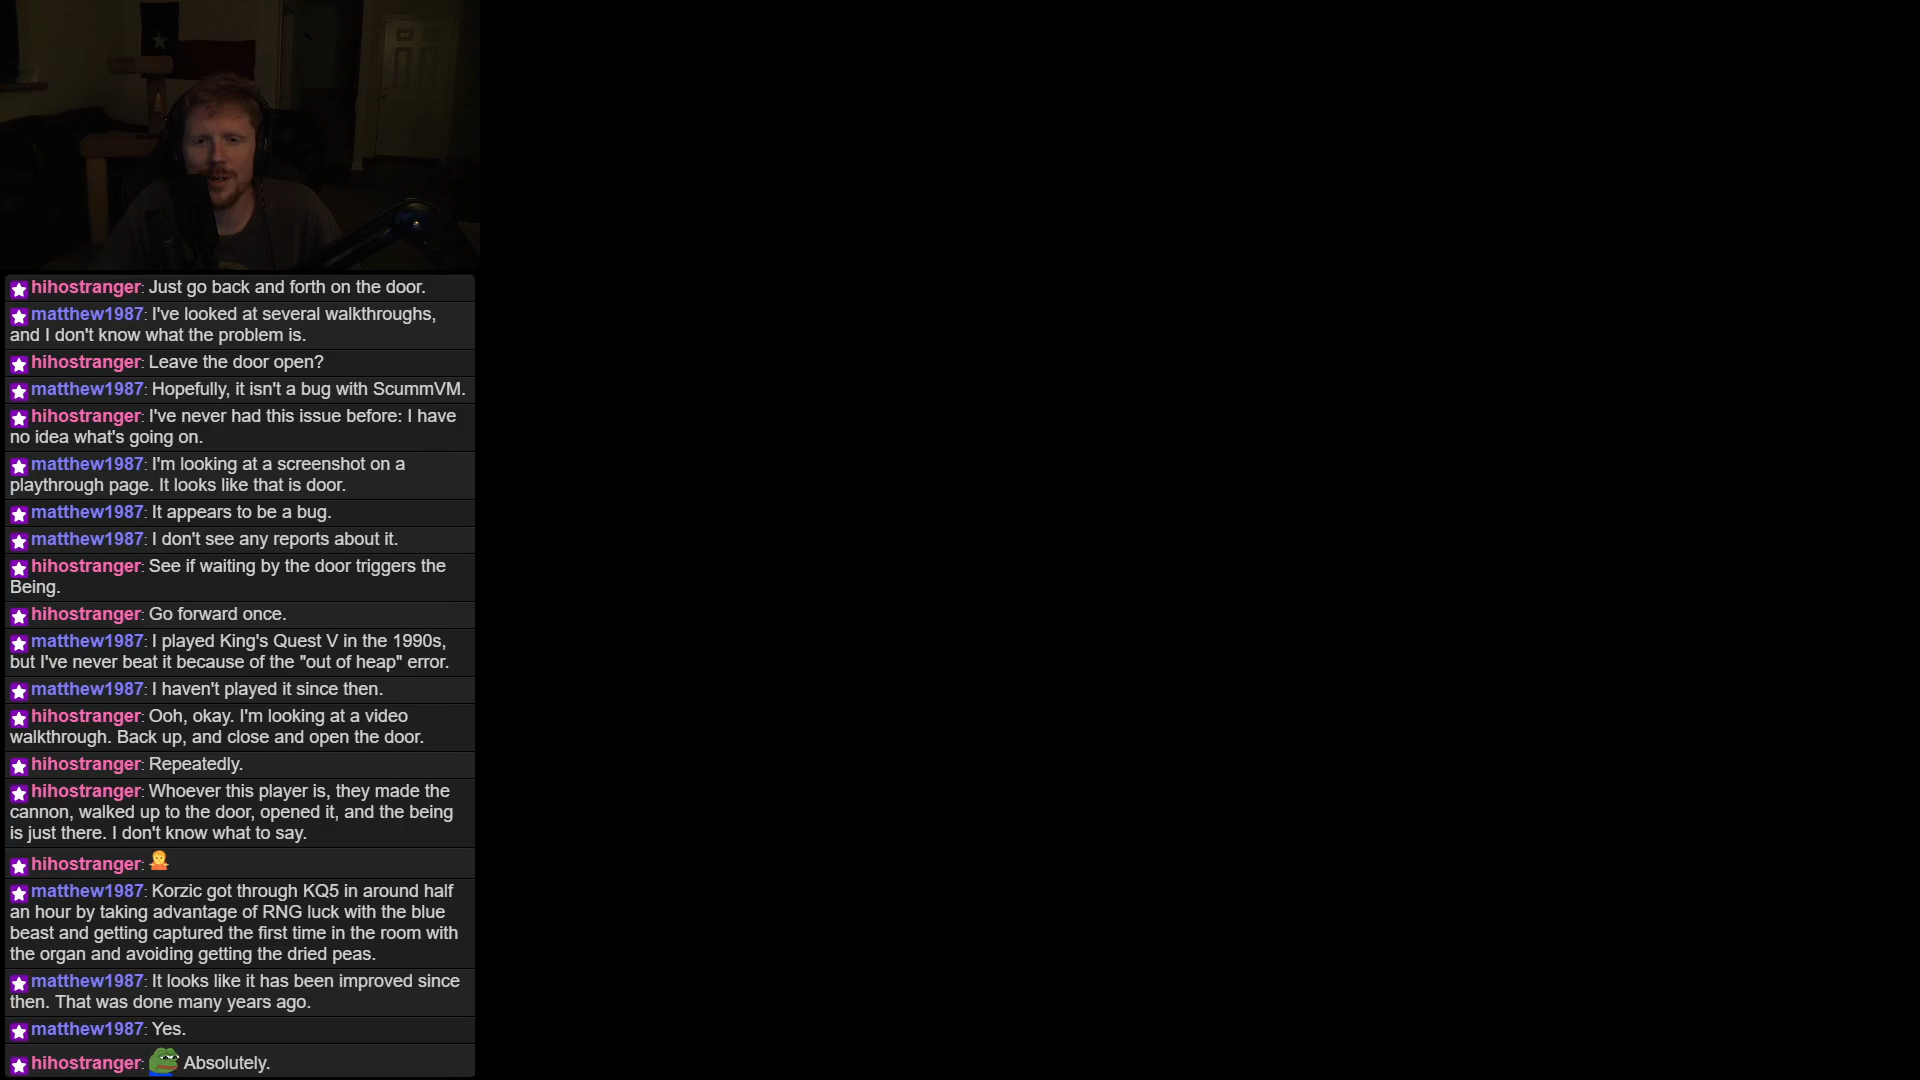 hihostranger: Just go back and forth on the door.
matthew1987: I've looked at several walkthroughs,
and I don't know what the problem is.
hihostranger: Leave the door open?
matthew1987: Hopefully, it isn't a bug with ScummVM.
hihostranger: I've never had this issue before: I have
no idea what's going on.
matthew1987: I'm looking at a screenshot on a
playthrough page. It looks like that is door.
matthew1987: It appears to be a bug.
matthew1987: I don't see any reports about it.
hihostranger: See if waiting by the door triggers the
Being.
hihostranger: Go forward once.
matthew1987: I played King's Quest V in the 1990s,
but I've never beat it because of the "out of heap" error.
matthew1987: I haven't played it since then.
hihostranger: Ooh, okay. I'm looking at a video
walkthrough. Back up, and close and open the door.
hihostranger: Repeatedly.
hihostranger: Whoever this player is, they made the
cannon, walked up to the door, opened it, and the being
is just there. I don't know what to say.
hihostranger:
matthew1987: Korzic got through KQ5 in around half
an hour by taking advantage of RNG luck with the blue
beast and getting captured the first time in the room with
the organ and avoiding getting the dried peas.
matthew1987: It looks like it has been improved since
then. That was done many years ago.
matthew1987: Yes.
hihostranger: Absolutely.